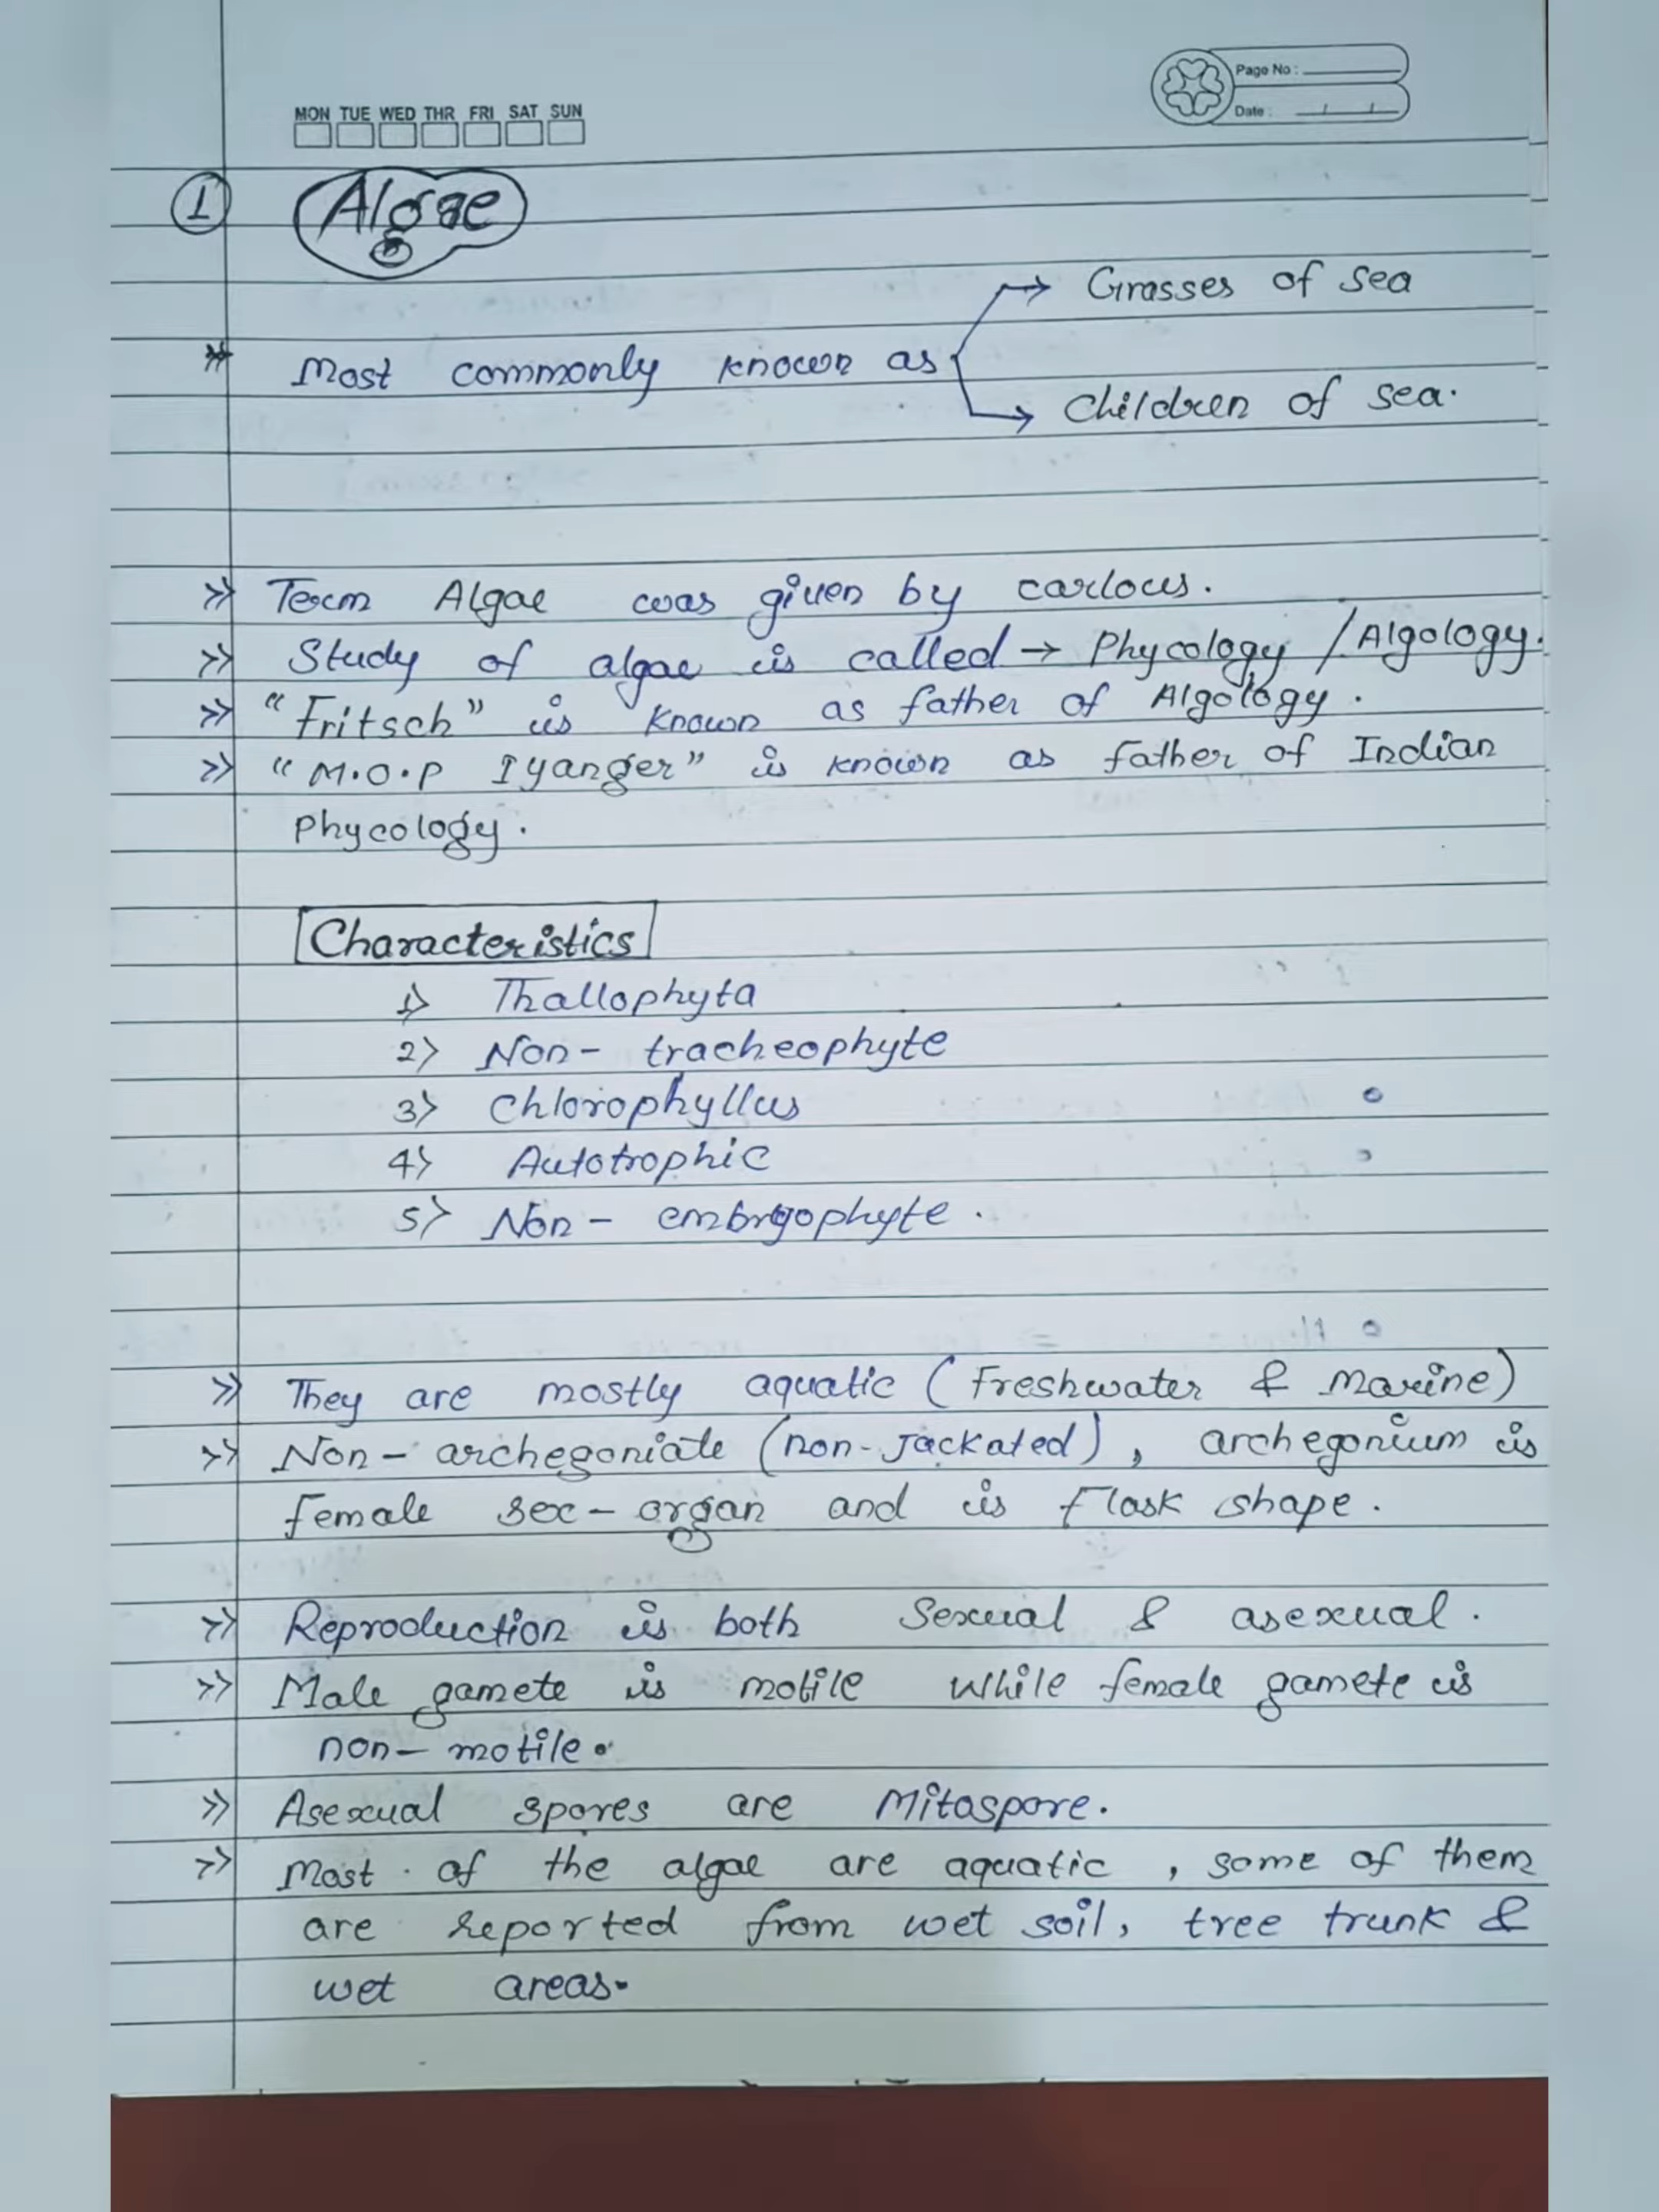 MON TUE WED THR FRI SAT SUN
Page No :
Date : / /
1 Algae
Grasses of sea
Most commonly known as
Children of sea.
>> Term Algae was given by carlous.
>> Study of algae is called → Phycology / Algology.
>> "Fritsch" is known as father of Algology.
>> "M.O.P Iyanger" is known as father of Indian
Phycology.
Characteristics
1> Thallophyta
2> Non- tracheophyte
3> Chlorophyllus
4> Autotrophic
5> Non- embryophyte.
>> They are mostly aquatic (Freshwater & Marine)
>> Non- archegoniate (non-Jackated), archegonium is
female sex-organ and is flask shape.
>> Reproduction is both Sexual & asexual.
>> Male gamete is motile while female gamete is
non- motile.
>> Asexual spores are Mitospore.
>> Most of the algae are aquatic, some of them
are reported from wet soil, tree trunk &
wet areas.